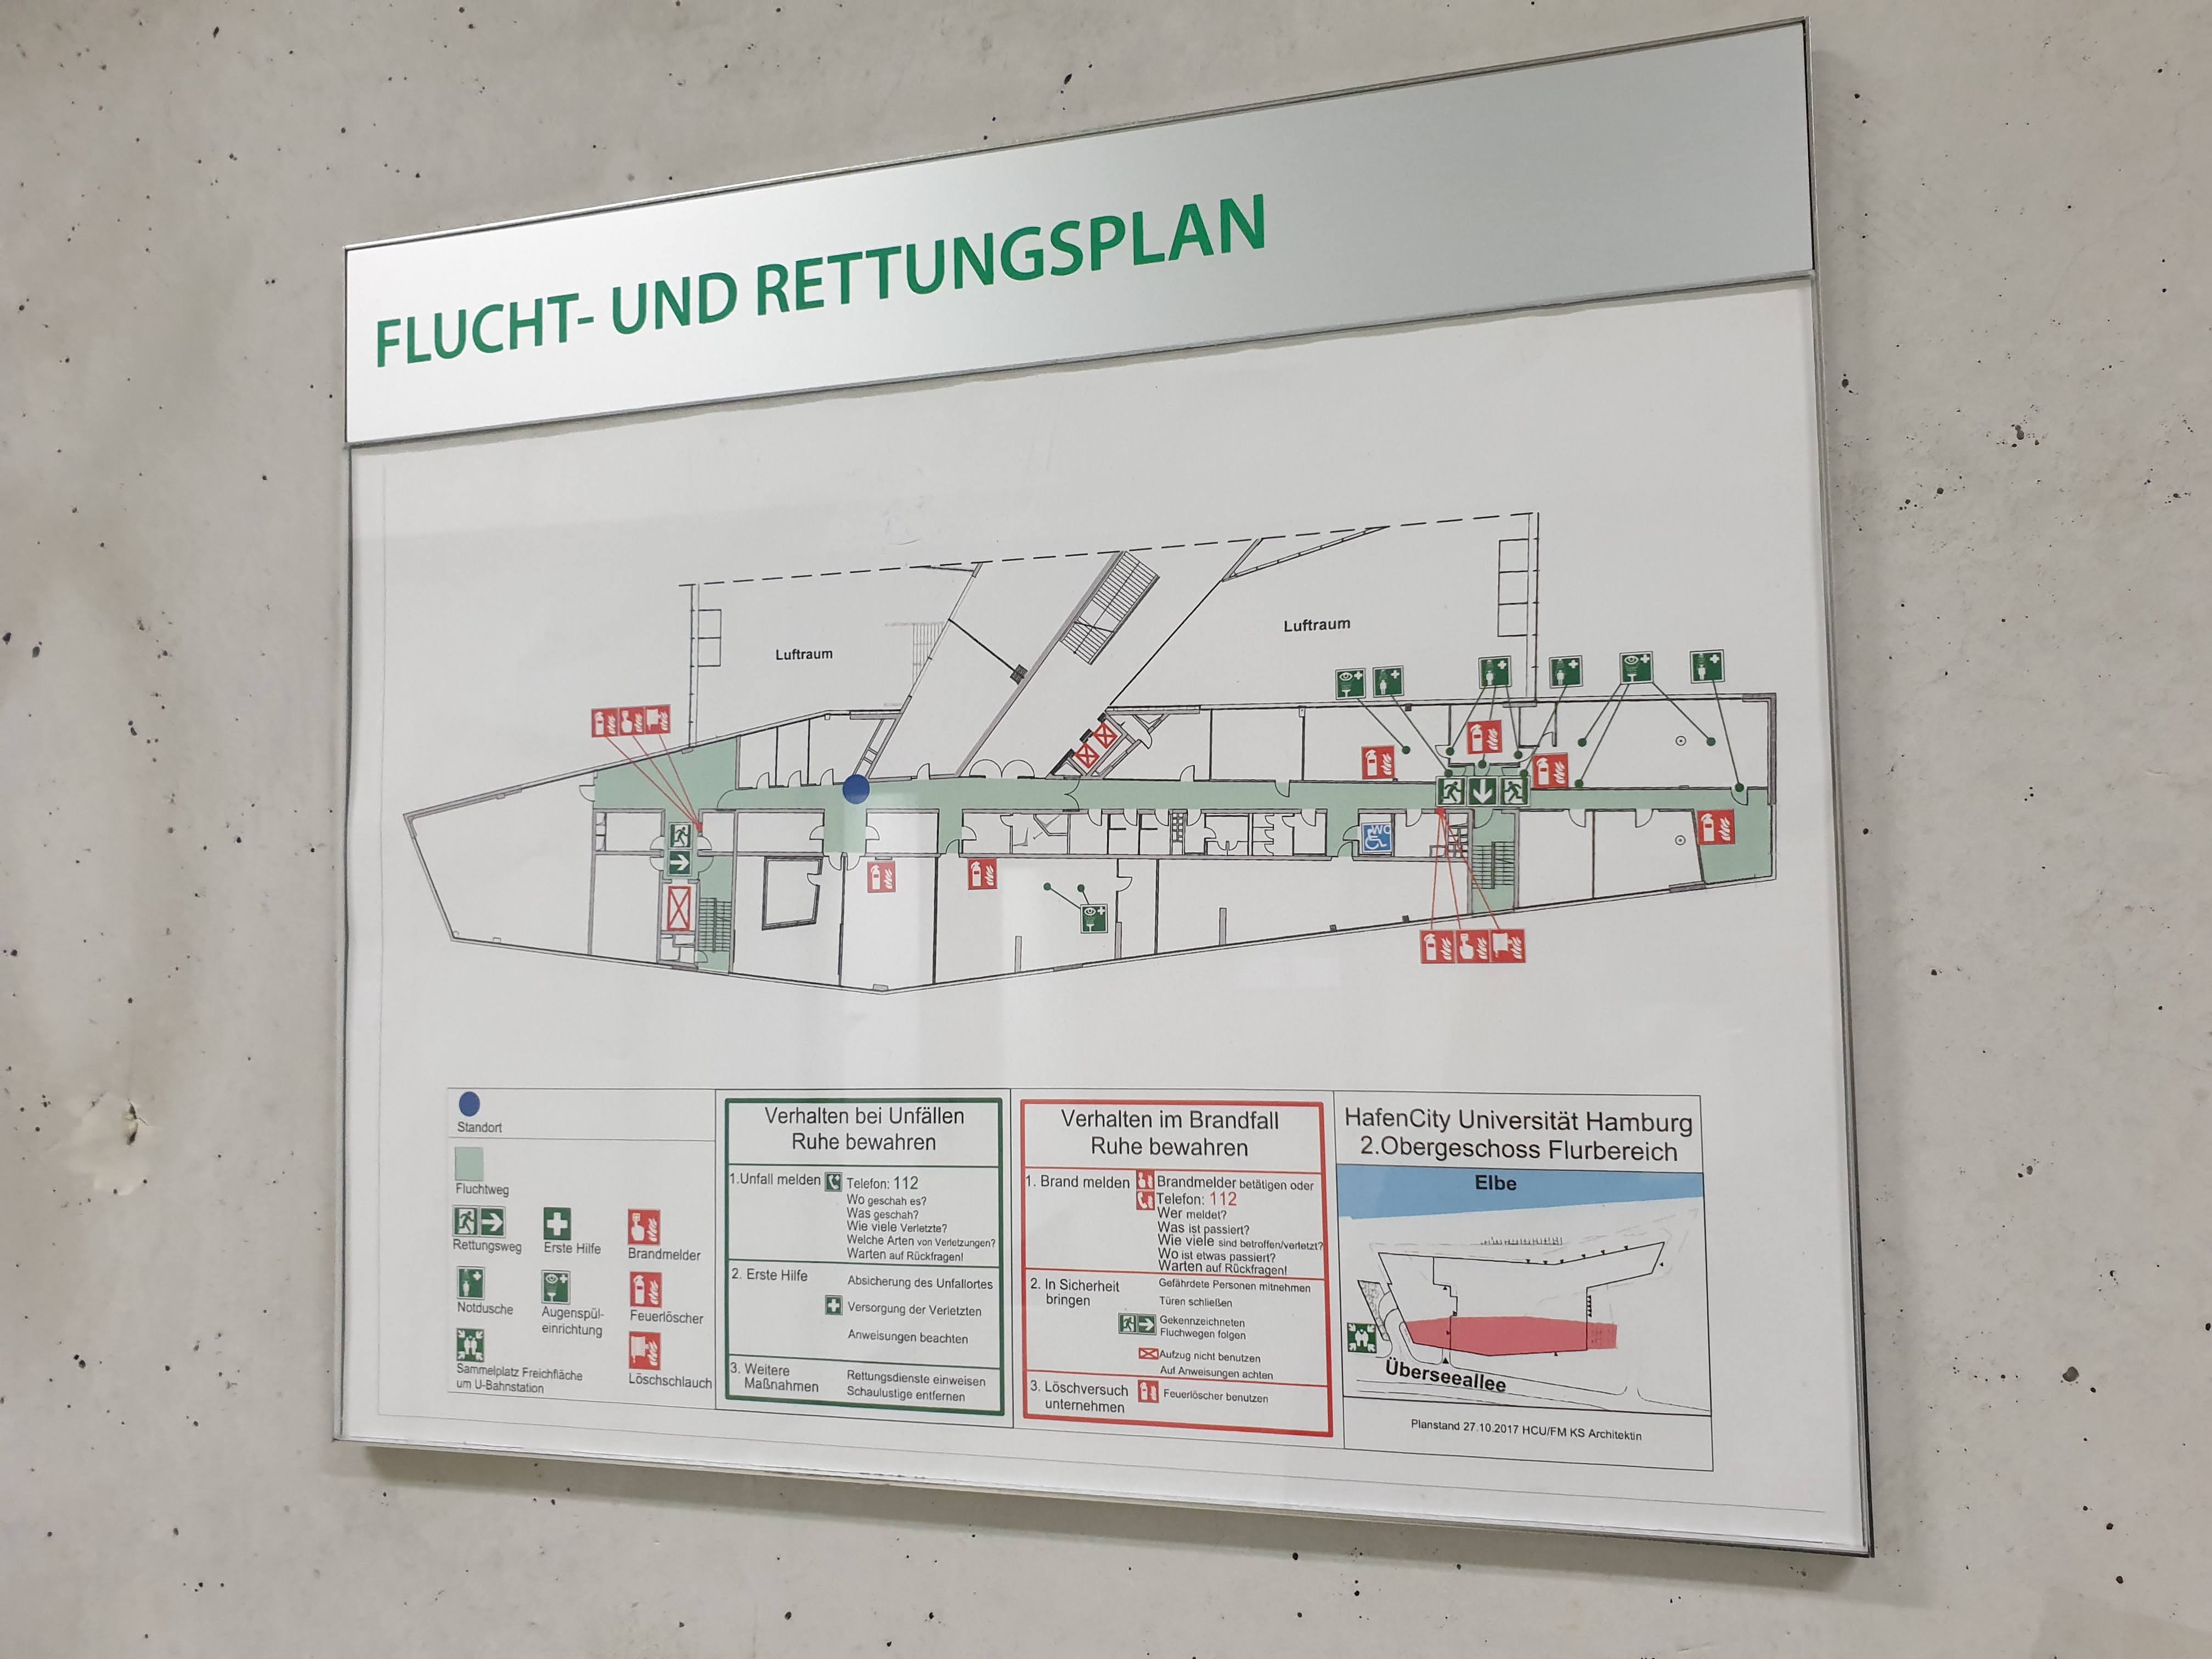 FLUCHT- UND RETTUNGSPLAN
Luftraum
Luftraum
WC
Standort
Fluchtweg
Rettungsweg
Erste Hilfe
Brandmelder
Notdusche
Augenspül-
einrichtung
Feuerlöscher
Sammelplatz Freichfläche
um U-Bahnstation
Löschschlauch
Verhalten bei Unfällen
Ruhe bewahren
1.Unfall melden
Telefon: 112
Wo geschah es?
Was geschah?
Wie viele Verletzte?
Welche Arten von Verletzungen?
Warten auf Rückfragen!
2. Erste Hilfe
Absicherung des Unfallortes
Versorgung der Verletzten
Anweisungen beachten
3. Weitere
Maßnahmen
Rettungsdienste einweisen
Schaulustige entfernen
Verhalten im Brandfall
Ruhe bewahren
1. Brand melden
Brandmelder betätigen oder
Telefon: 112
Wer meldet?
Was ist passiert?
Wie viele sind betroffen/verletzt?
Wo ist etwas passiert?
Warten auf Rückfragen!
2. In Sicherheit
bringen
Gefährdete Personen mitnehmen
Türen schließen
Gekennzeichneten
Fluchwegen folgen
Aufzug nicht benutzen
Auf Anweisungen achten
3. Löschversuch
unternehmen
Feuerlöscher benutzen
HafenCity Universität Hamburg
2.Obergeschoss Flurbereich
Elbe
Überseeallee
Planstand 27.10.2017 HCU/FM KS Architektin